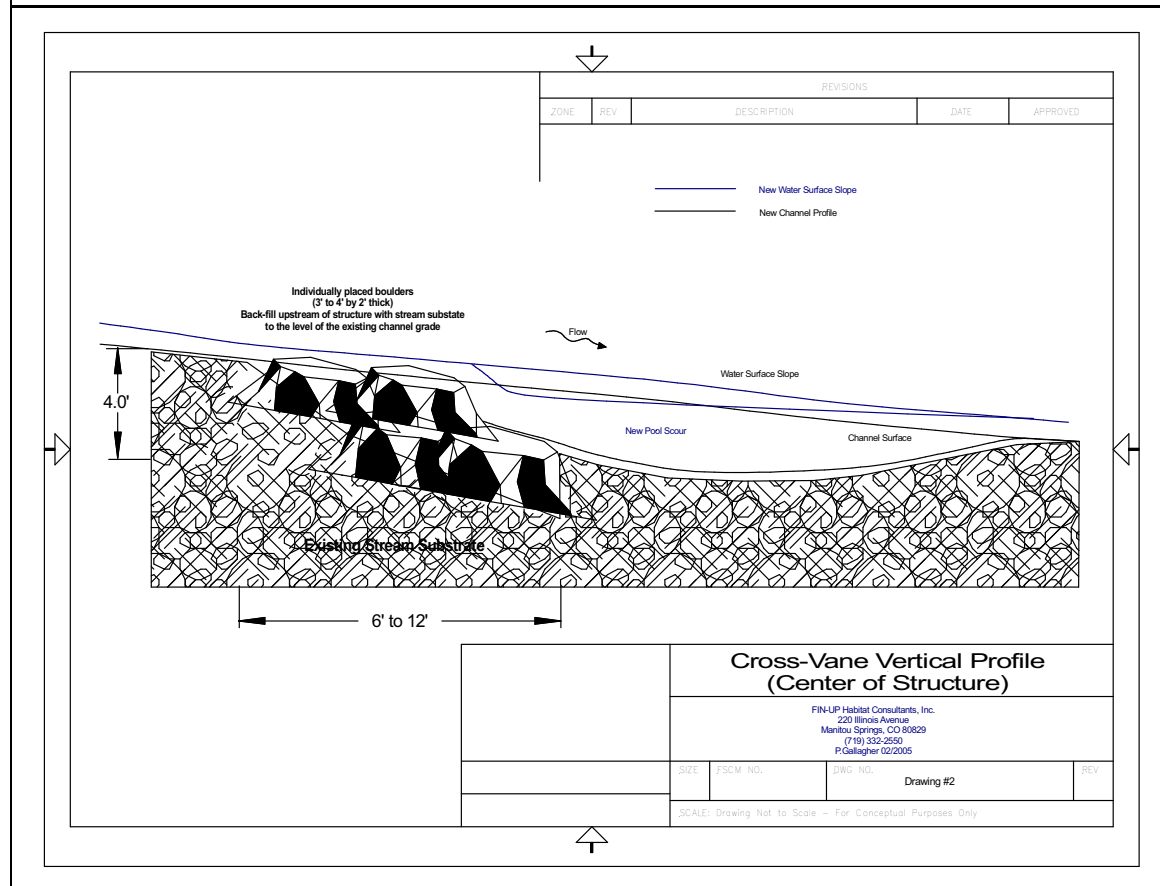 REVISIONS
ZONE REV DESCRIPTION DATE APPROVED
New Water Surface Slope
New Channel Profile
Individually placed boulders
(3' to 4' by 2' thick)
Back-fill upstream of structure with stream substate
to the level of the existing channel grade
Flow
Water Surface Slope
4.0'
New Pool Scour
Channel Surface
Existing Stream Substrate
6' to 12'
Cross-Vane Vertical Profile
(Center of Structure)
FIN-UP Habitat Consultants, Inc.
220 Illinois Avenue
Manitou Springs, CO 80829
(719) 332-2550
P.Gallagher 02/2005
SIZE FSCM NO. DWG NO. REV
Drawing #2
SCALE: Drawing Not to Scale – For Conceptual Purposes Only